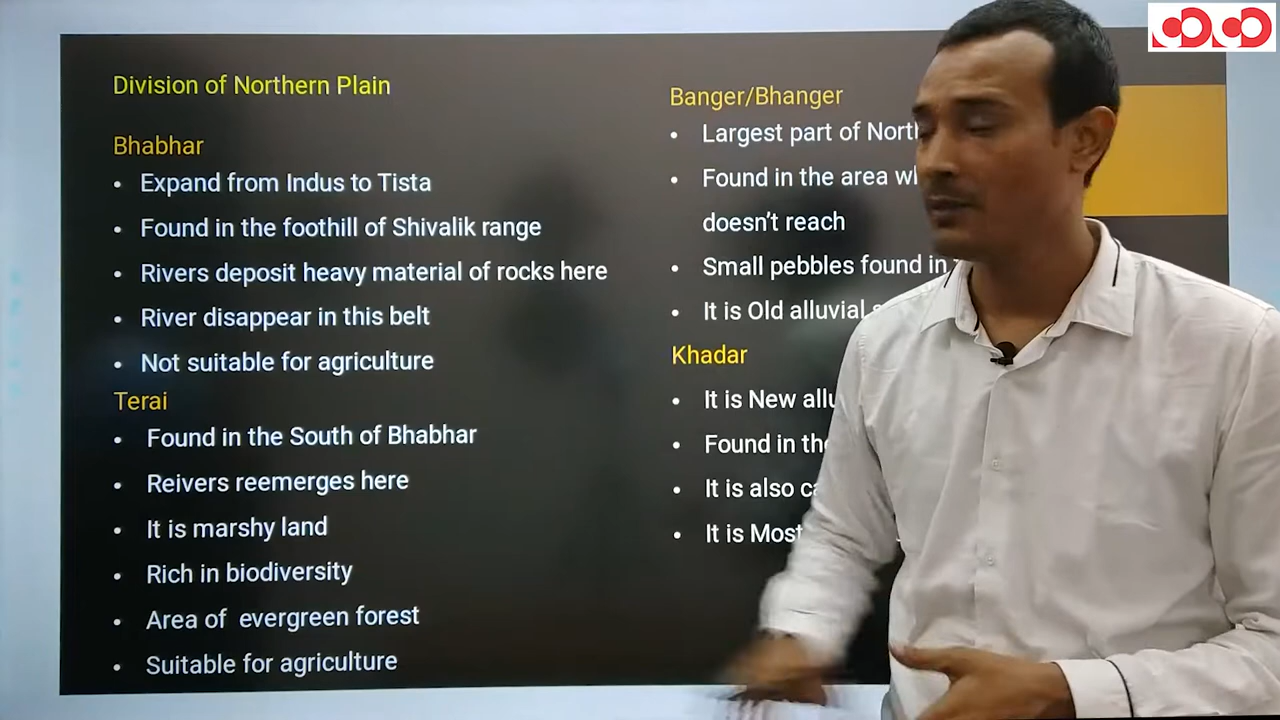 Division of Northern Plain
Bhabhar
• Expand from Indus to Tista
• Found in the foothill of Shivalik range
• Rivers deposit heavy material of rocks here
• River disappear in this belt
• Not suitable for agriculture
Terai
• Found in the South of Bhabhar
• Reivers reemerges here
• It is marshy land
• Rich in biodiversity
• Area of evergreen forest
• Suitable for agriculture
Banger/Bhanger
• Largest part of
• Found in the area
doesn't reach
• Small pebbles found in
• It is Old alluvial
Khadar
• It is New
• Found in the
• It is also
• It is Most